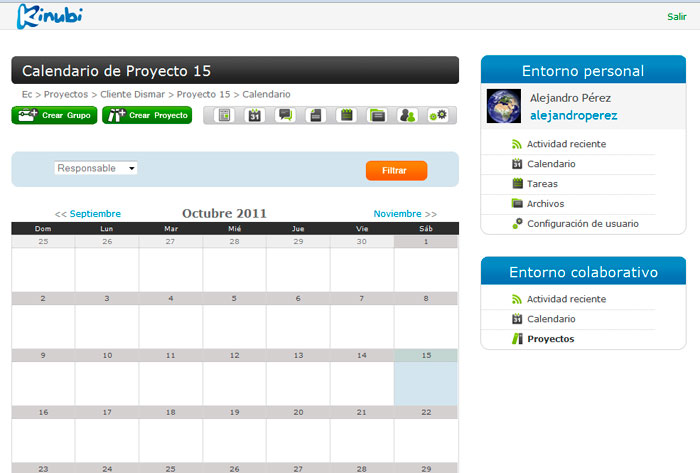 Kinubi
Salir
Calendario de Proyecto 15
Ec > Proyectos > Cliente Dismar > Proyecto 15 > Calendario
Crear Grupo Crear Proyecto 31
Responsable Filtrar
<< Septiembre Octubre 2011 Noviembre >>
Dom Lun Mar Mié Jue Vie Sáb
25 26 27 28 29 30 1
2 3 4 5 6 7 8
9 10 11 12 13 14 15
16 17 18 19 20 21 22
23 24 25 26 27 28 29
Entorno personal
Alejandro Pérez
alejandroperez
Actividad reciente
31 Calendario
Tareas
Archivos
Configuración de usuario
Entorno colaborativo
Actividad reciente
31 Calendario
Proyectos